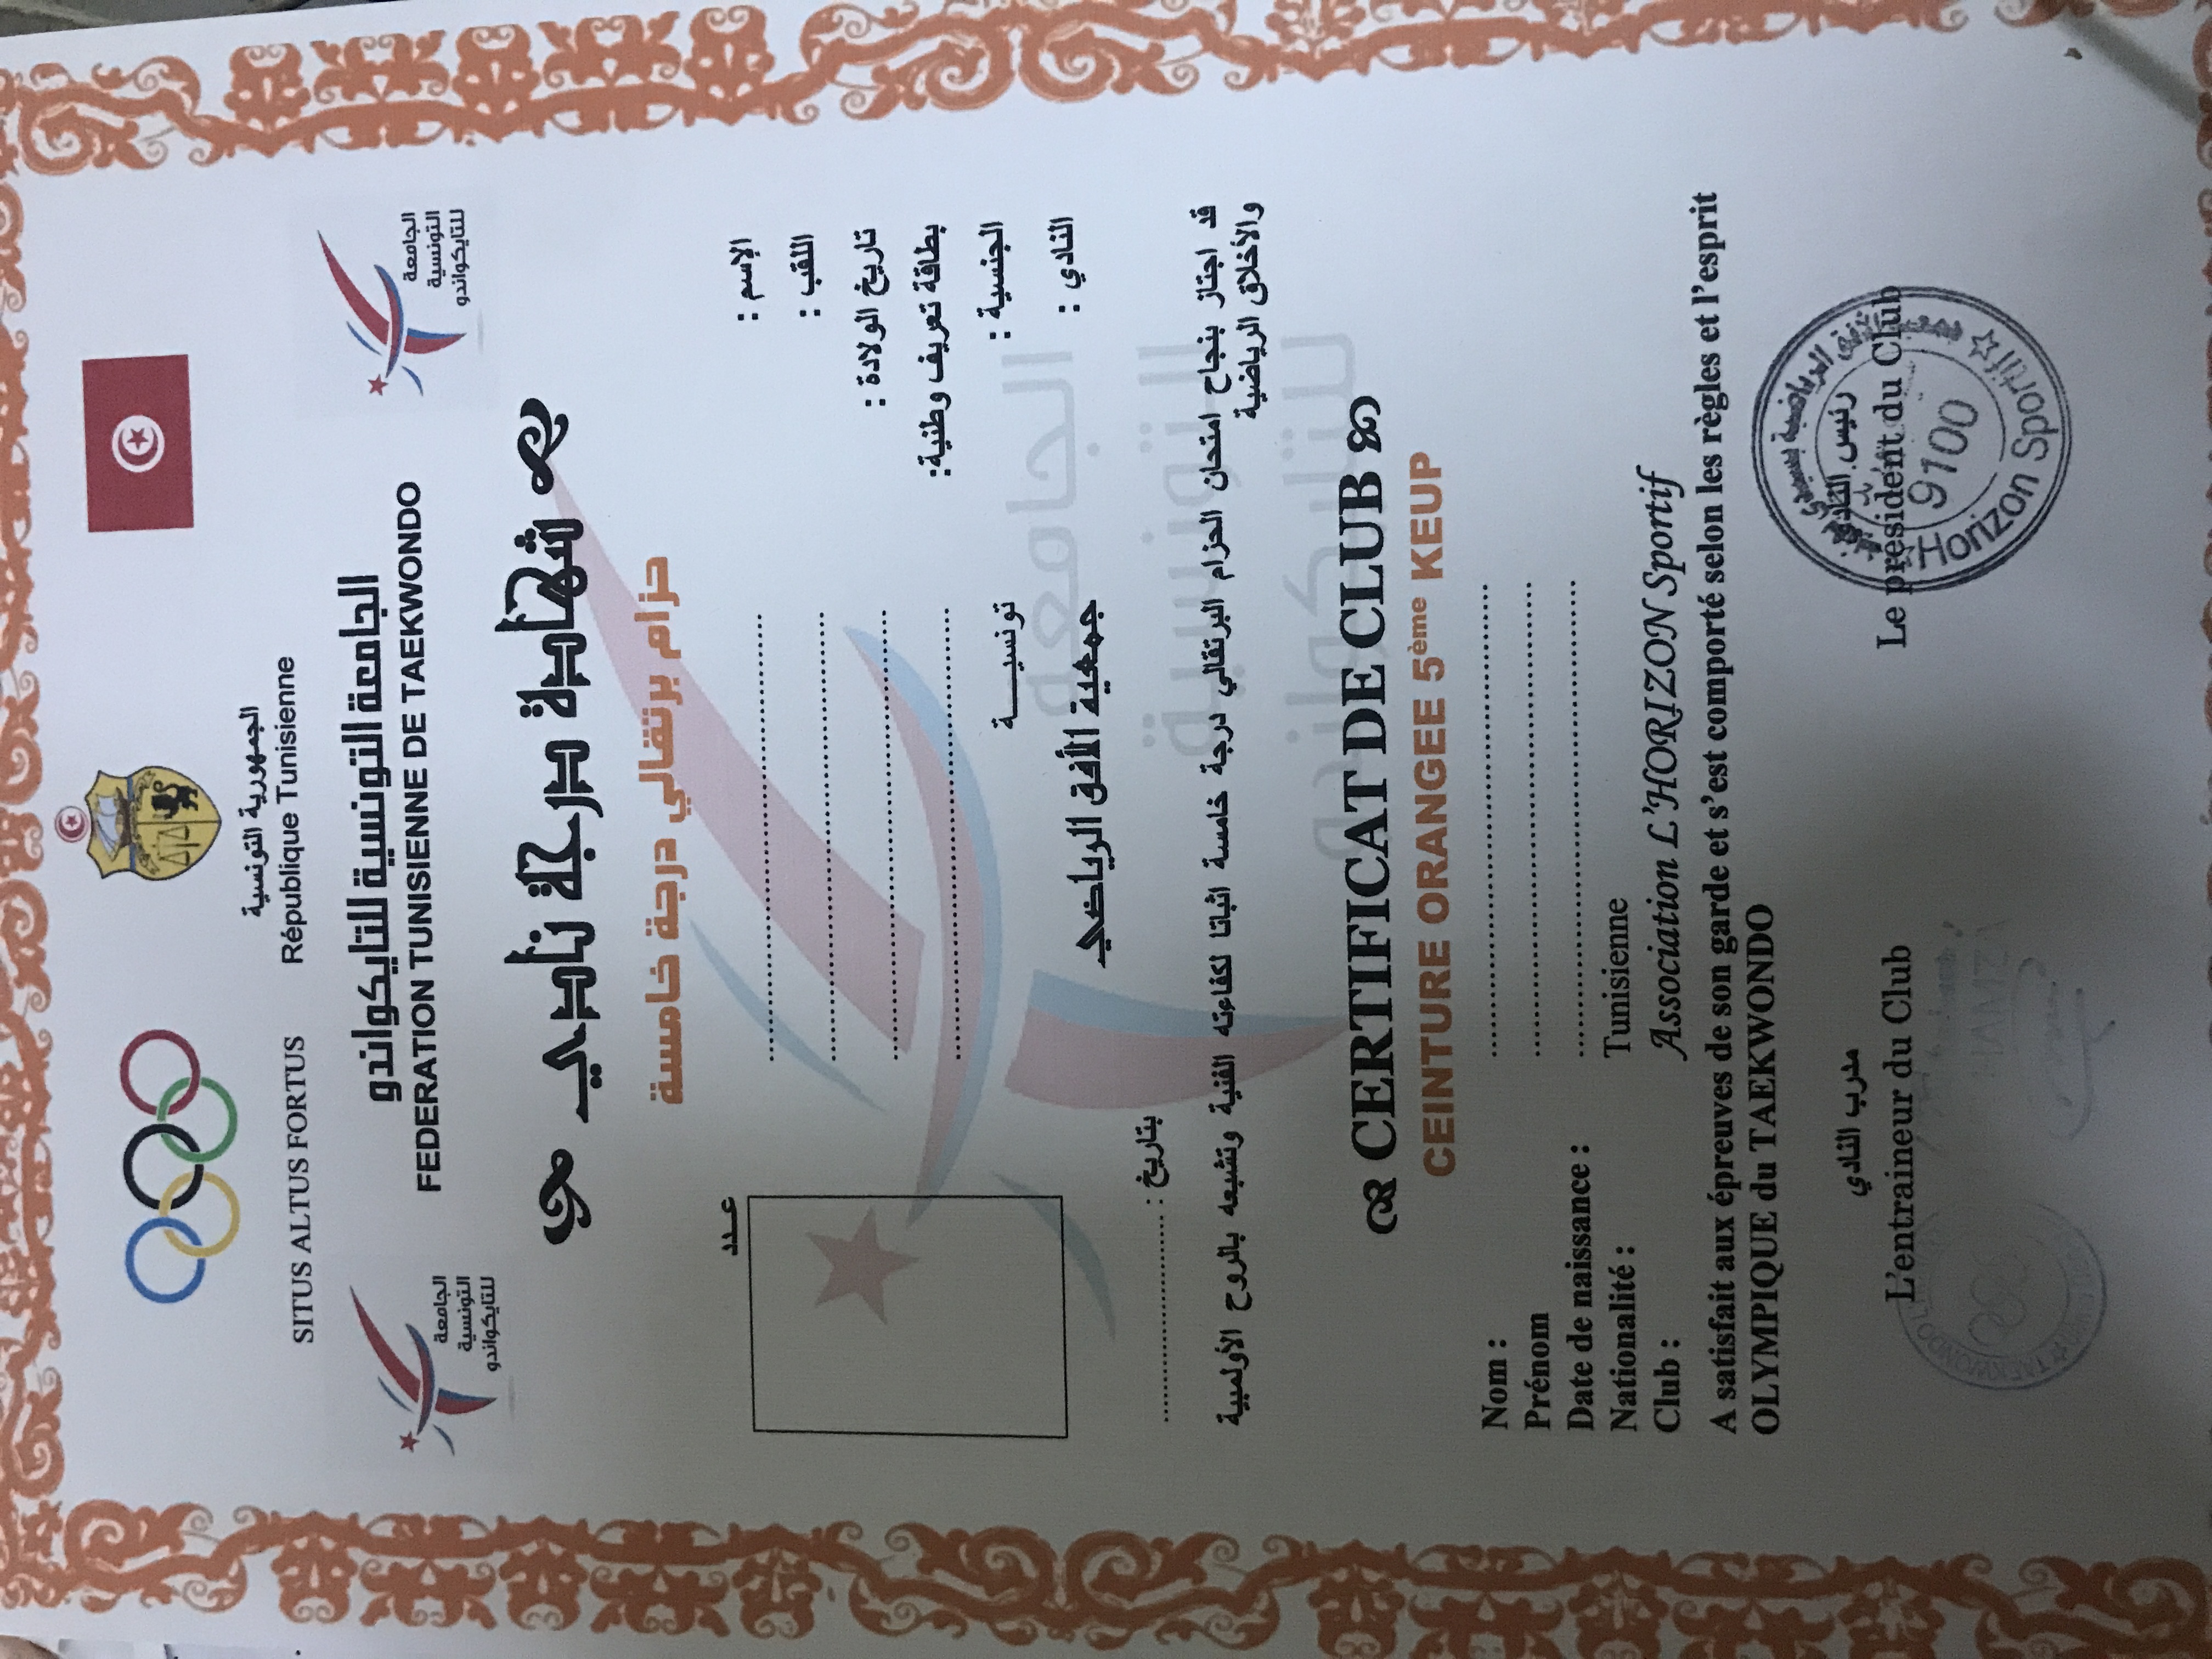 الجمهورية التونسية
SITUS ALTUS FORTUS République Tunisienne
الجامعة التونسية للتايكواندو
الجامعة التونسية للتايكواندو
FEDERATION TUNISIENNE DE TAEKWONDO
الجامعة التونسية للتايكواندو
شهادة درجة نادي
حزام برتقالي درجة خامسة
عدد
الإسم : ........................................
اللقب : ........................................
تاريخ الولادة : ........................................
بطاقة تعريف وطنية: ........................................
الجنسية : تونسيـــة
النادي : جمعية الأفق الرياضي
بتاريخ : ........................
قد اجتاز بنجاح امتحان الحزام البرتقالي درجة خامسة اثباتا لكفاءته الفنية وتشبعه بالروح الأولمبية
والأخلاق الرياضية
CERTIFICAT DE CLUB
CEINTURE ORANGEE 5ème KEUP
Nom : ........................................
Prénom ........................................
Date de naissance : ........................................
Nationalité : Tunisienne
Club : Association L'HORIZON Sportif
A satisfait aux épreuves de son garde et s'est comporté selon les règles et l'esprit
OLYMPIQUE du TAEKWONDO
مدرب النادي رئيس النادي
L'entraineur du Club Le président du Club
9100
Horizon Sportif
TAEKWONDO
HAMZA